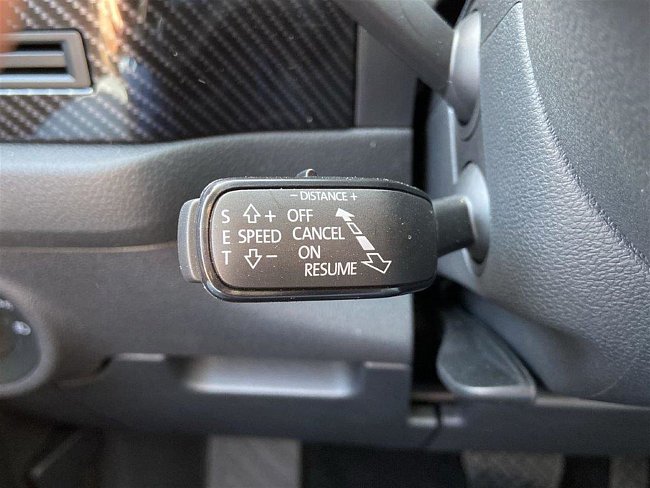 − DISTANCE +
S + OFF
E SPEED CANCEL
T − ON
RESUME